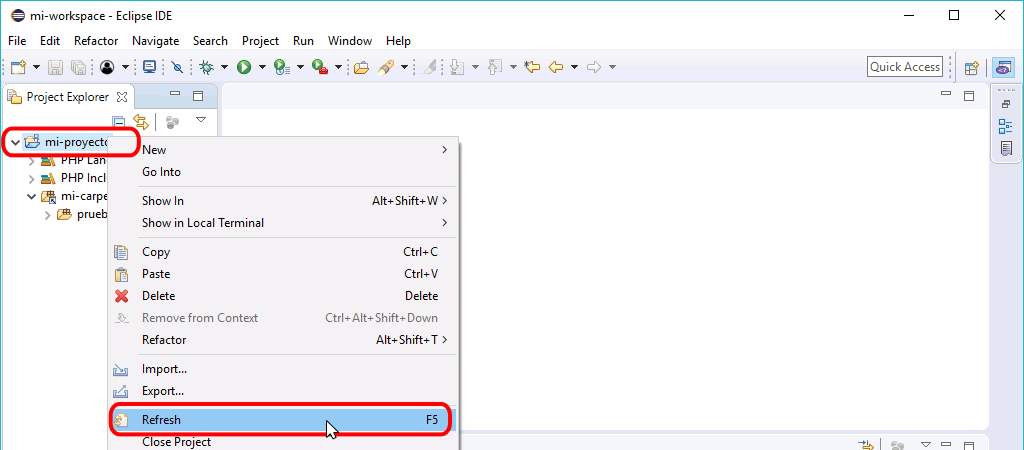 mi-workspace - Eclipse IDE
File Edit Refactor Navigate Search Project Run Window Help
Quick Access
Project Explorer
mi-proyecto
PHP Lan
PHP Incl
mi-carpe
prueb
New
Go Into
Show In Alt+Shift+W
Show in Local Terminal
Copy Ctrl+C
Paste Ctrl+V
Delete Delete
Remove from Context Ctrl+Alt+Shift+Down
Refactor Alt+Shift+T
Import...
Export...
Refresh F5
Close Project